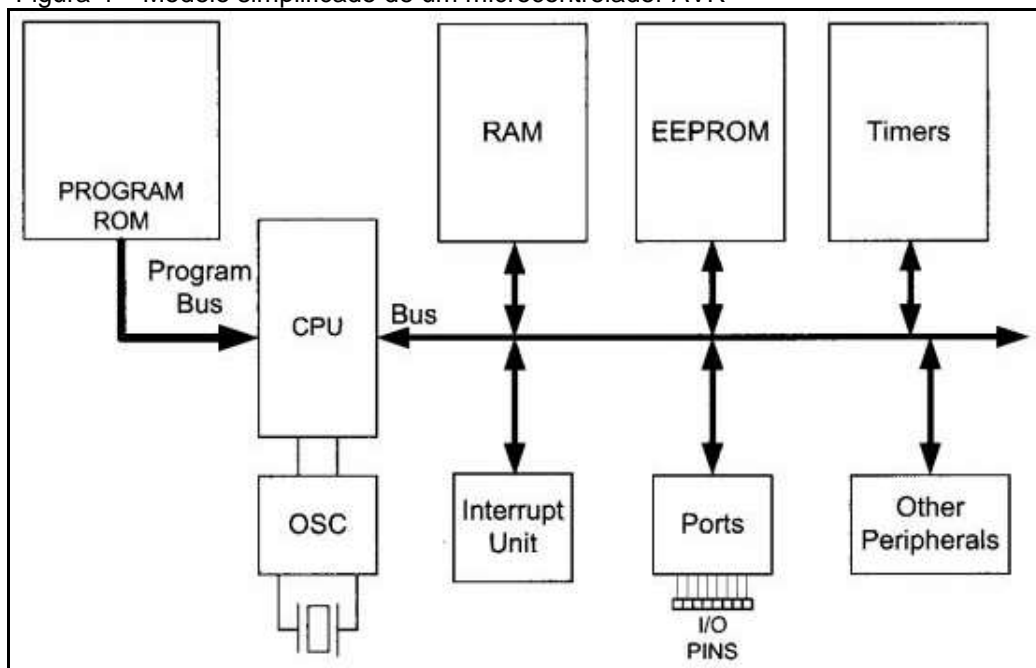 Figura – Modelo simplificado de um microcontrolador AVR
PROGRAM
ROM
RAM
EEPROM
Timers
Program
Bus
CPU
Bus
OSC
Interrupt
Unit
Ports
Other
Peripherals
I/O
PINS